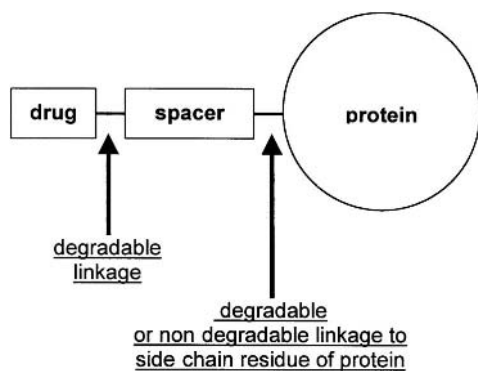 drug
spacer
protein
degradable
linkage
degradable
or non degradable linkage to
side chain residue of protein